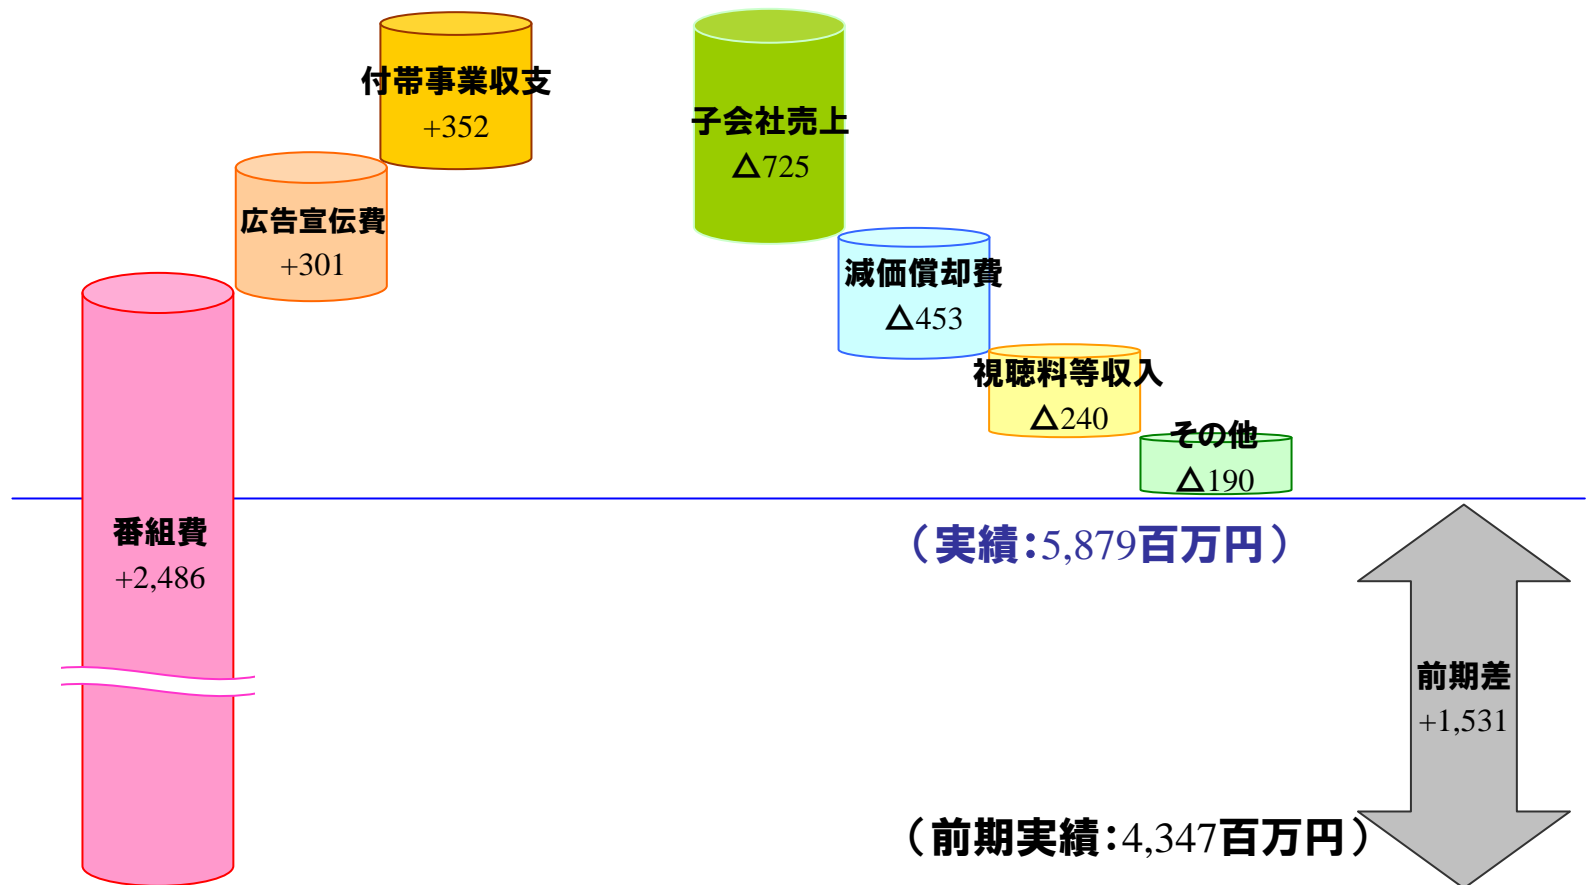 付帯事業収支
+352
子会社売上
△725
広告宣伝費
+301
減価償却費
△453
視聴料等収入
△240
その他
△190
番組費
+2,486
（実績：5,879百万円）
前期差
+1,531
（前期実績：4,347百万円）